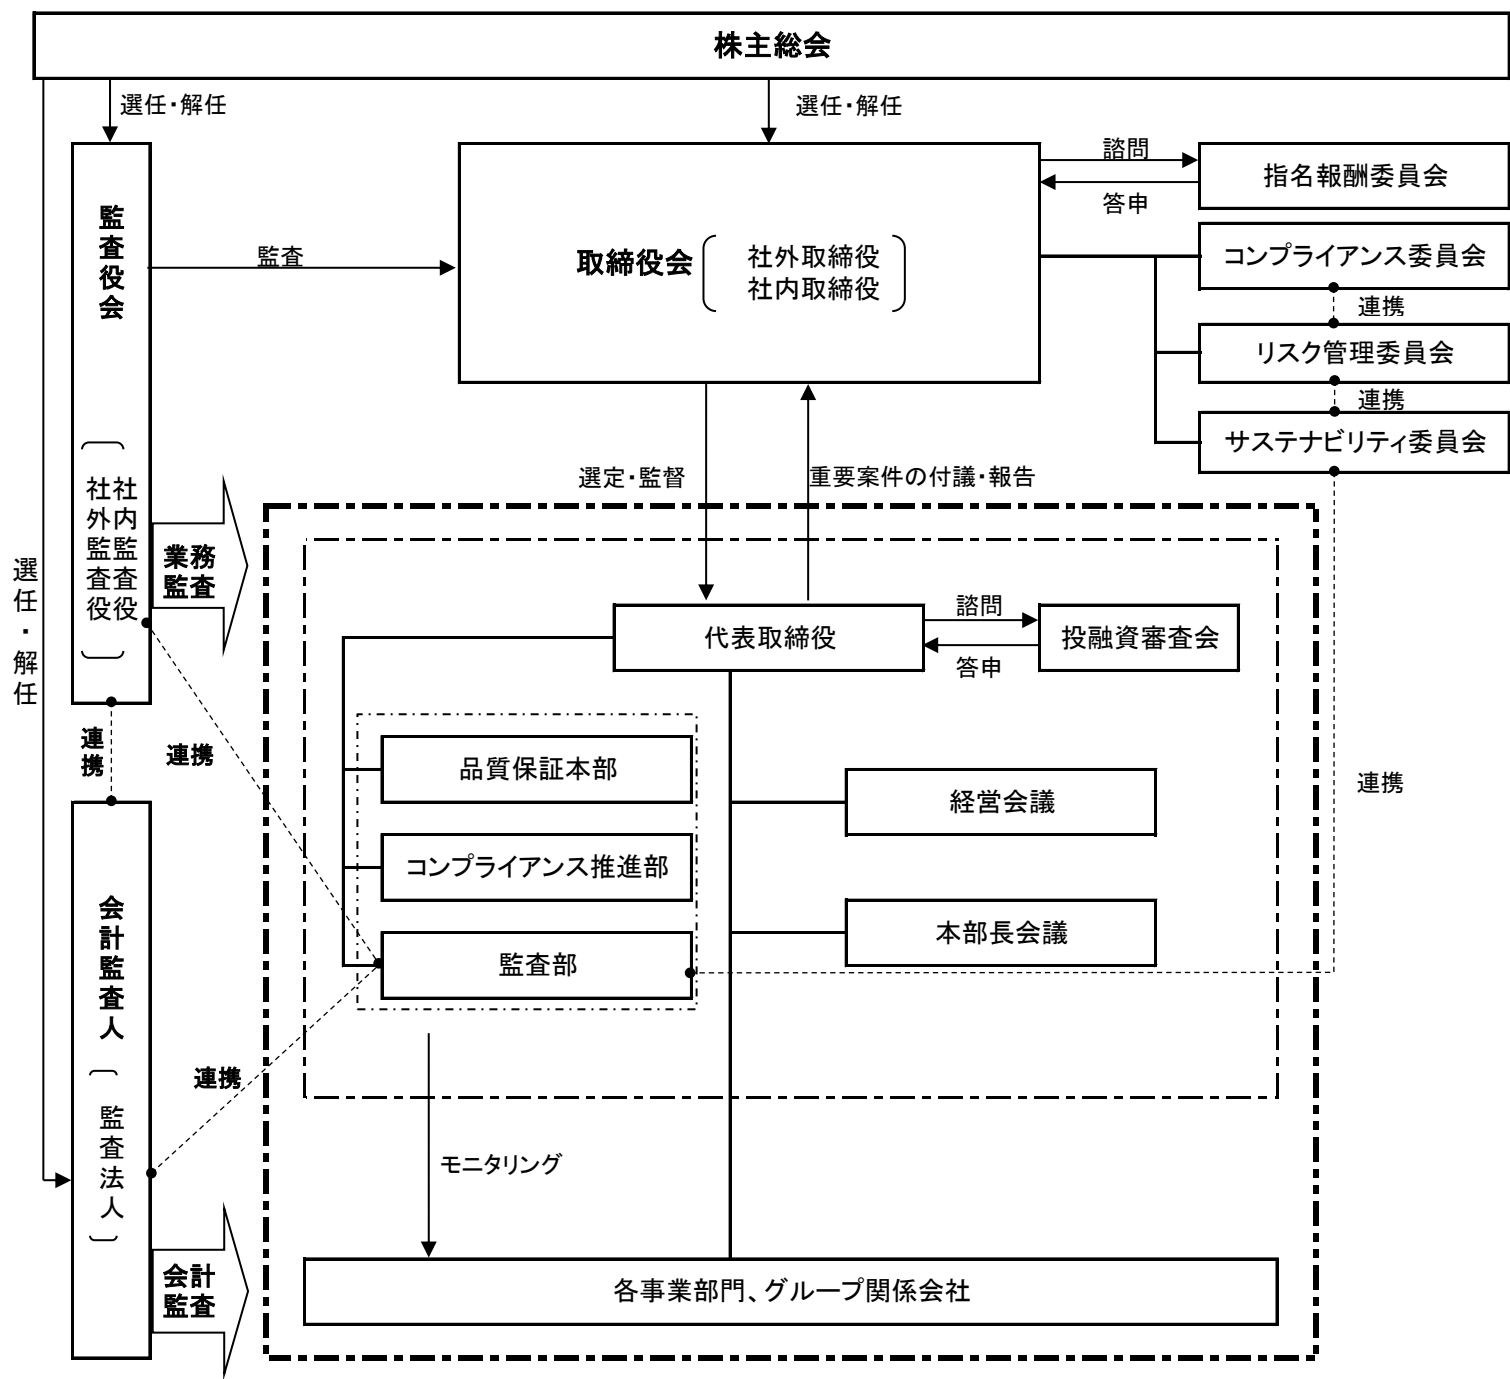 株主総会
選任・解任
選任・解任
諮問
答申
指名報酬委員会
監査役会
監査
取締役会
社外取締役
社内取締役
コンプライアンス委員会
連携
リスク管理委員会
連携
サステナビリティ委員会
社内監査役
社外監査役
選定・監督
重要案件の付議・報告
業務
監査
選任・解任
代表取締役
諮問
答申
投融資審査会
連携
連携
品質保証本部
経営会議
連携
コンプライアンス推進部
本部長会議
監査部
会計監査人
監査法人
連携
モニタリング
会計
監査
各事業部門、グループ関係会社